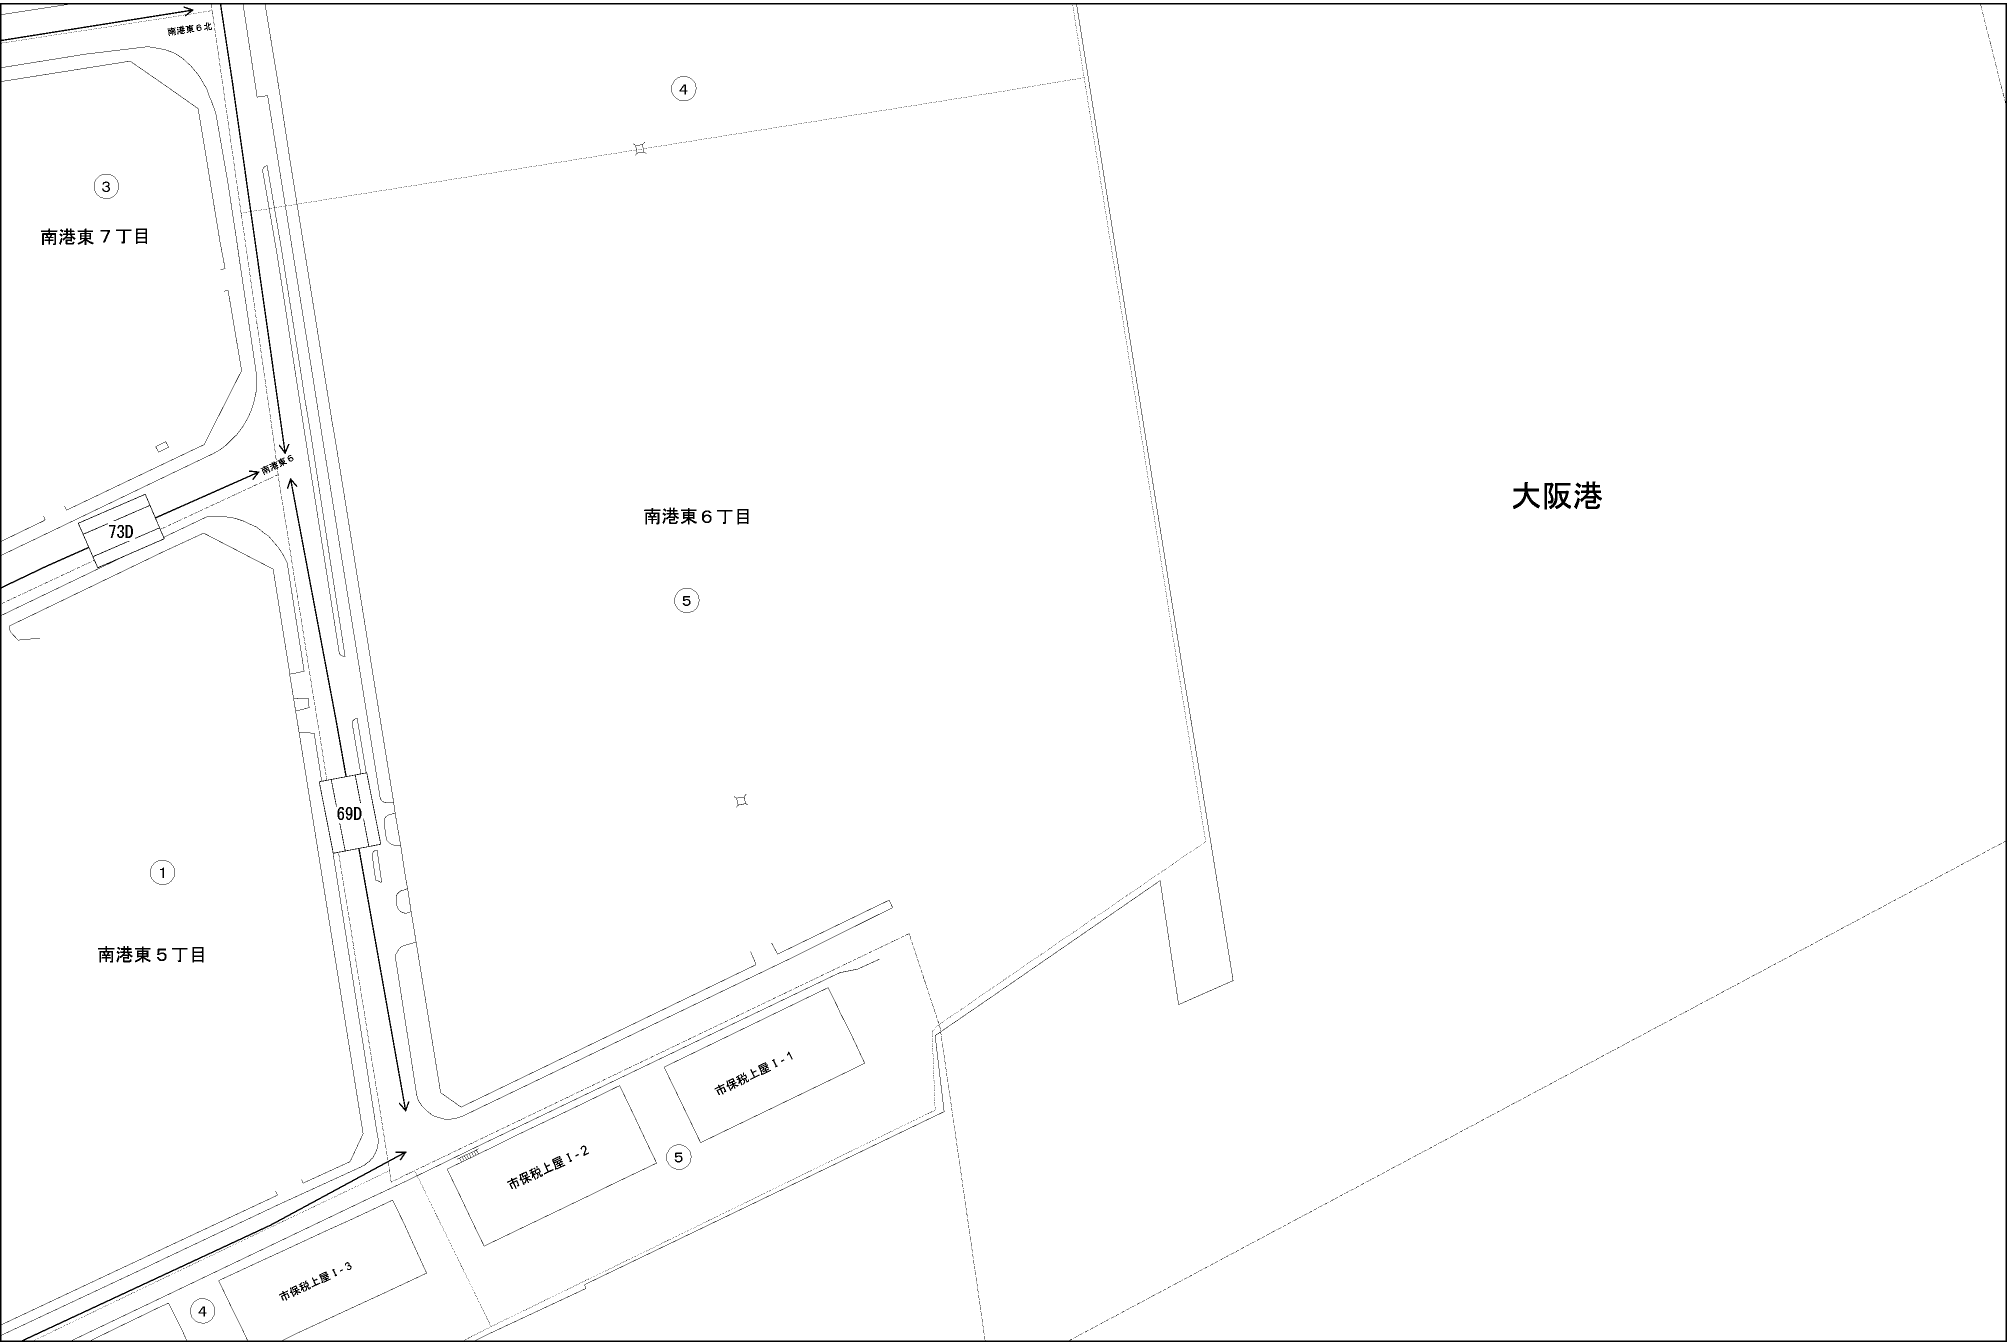 南港東６北
④
③
南港東７丁目
南港東６
大阪港
南港東６丁目
73D
⑤
69D
①
南港東５丁目
市保税上屋Ⅰ-１
市保税上屋Ⅰ-２
⑤
市保税上屋Ⅰ-３
④